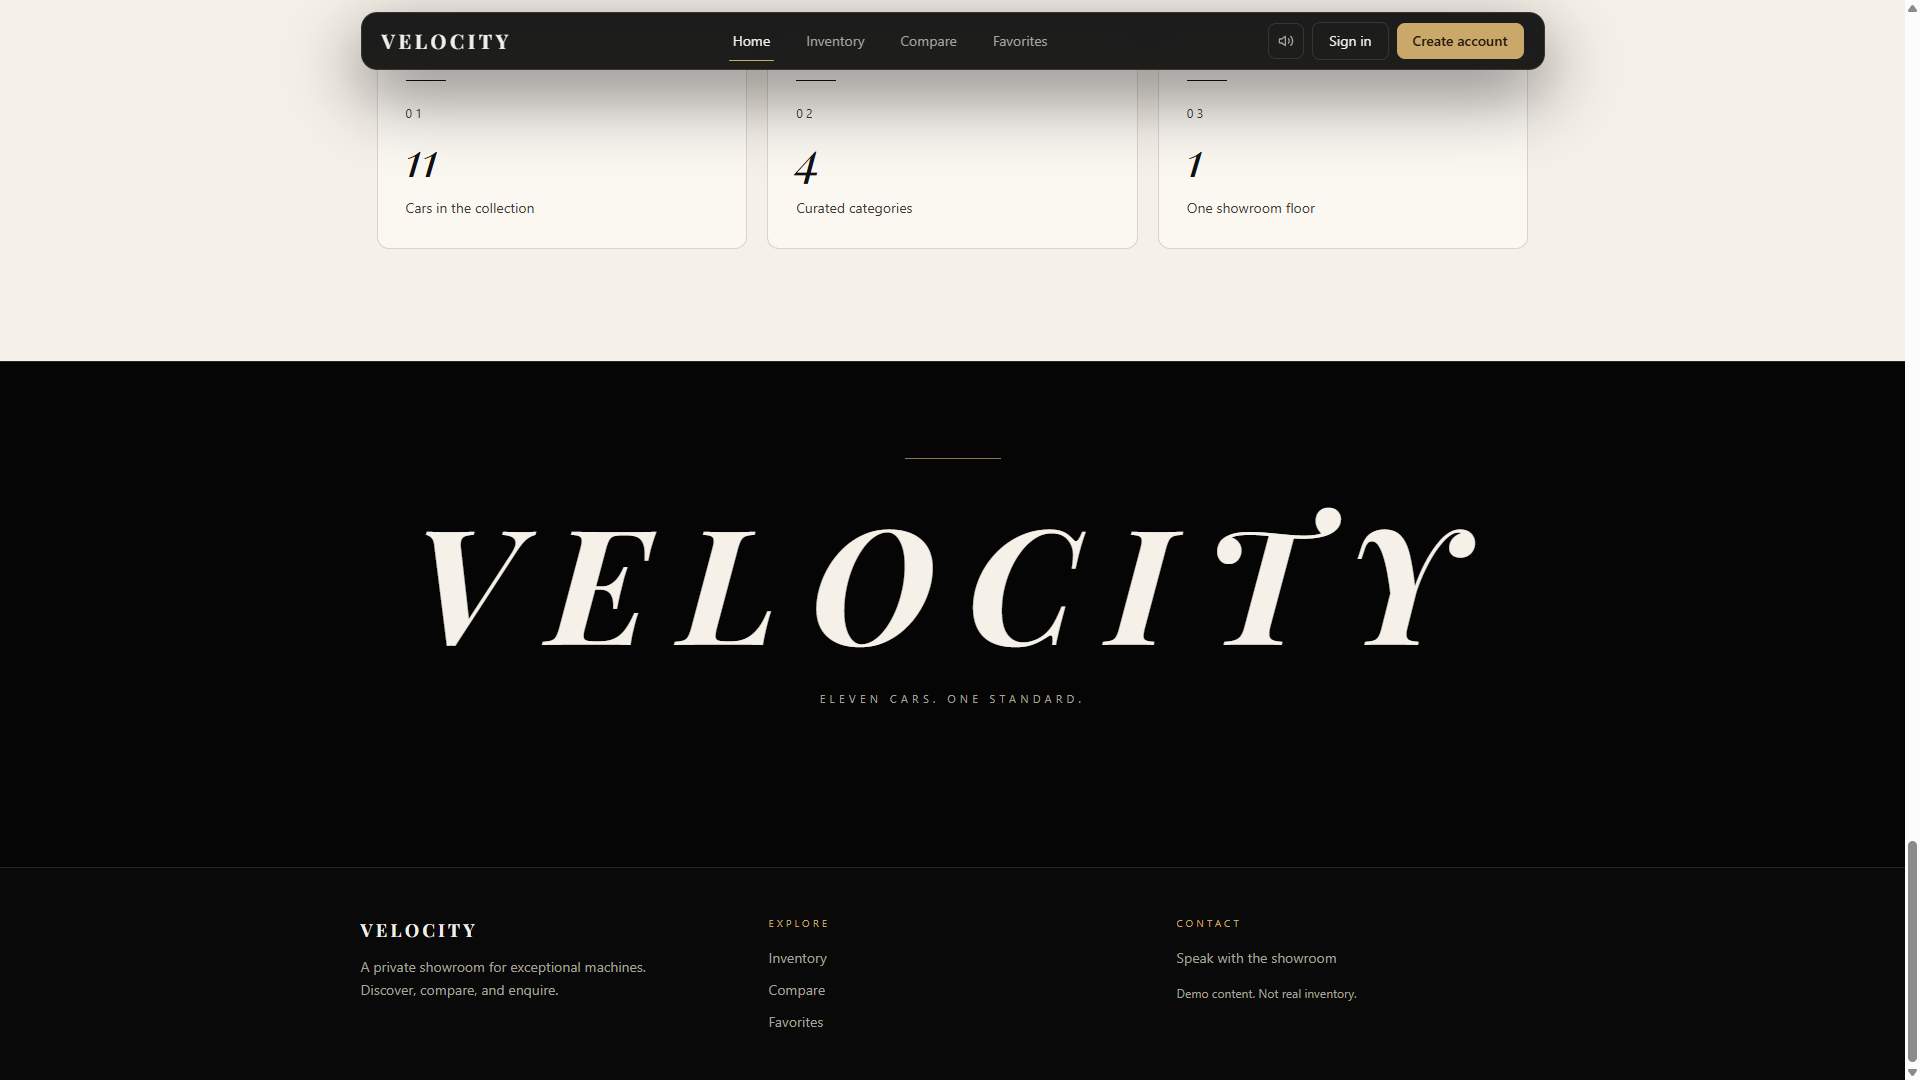 VELOCITY
Home
Inventory
Compare
Favorites
Sign in
Create account
01
11
Cars in the collection
02
4
Curated categories
03
1
One showroom floor
VELOCITY
ELEVEN CARS. ONE STANDARD.
VELOCITY
A private showroom for exceptional machines.
Discover, compare, and enquire.
EXPLORE
Inventory
Compare
Favorites
CONTACT
Speak with the showroom
Demo content. Not real inventory.